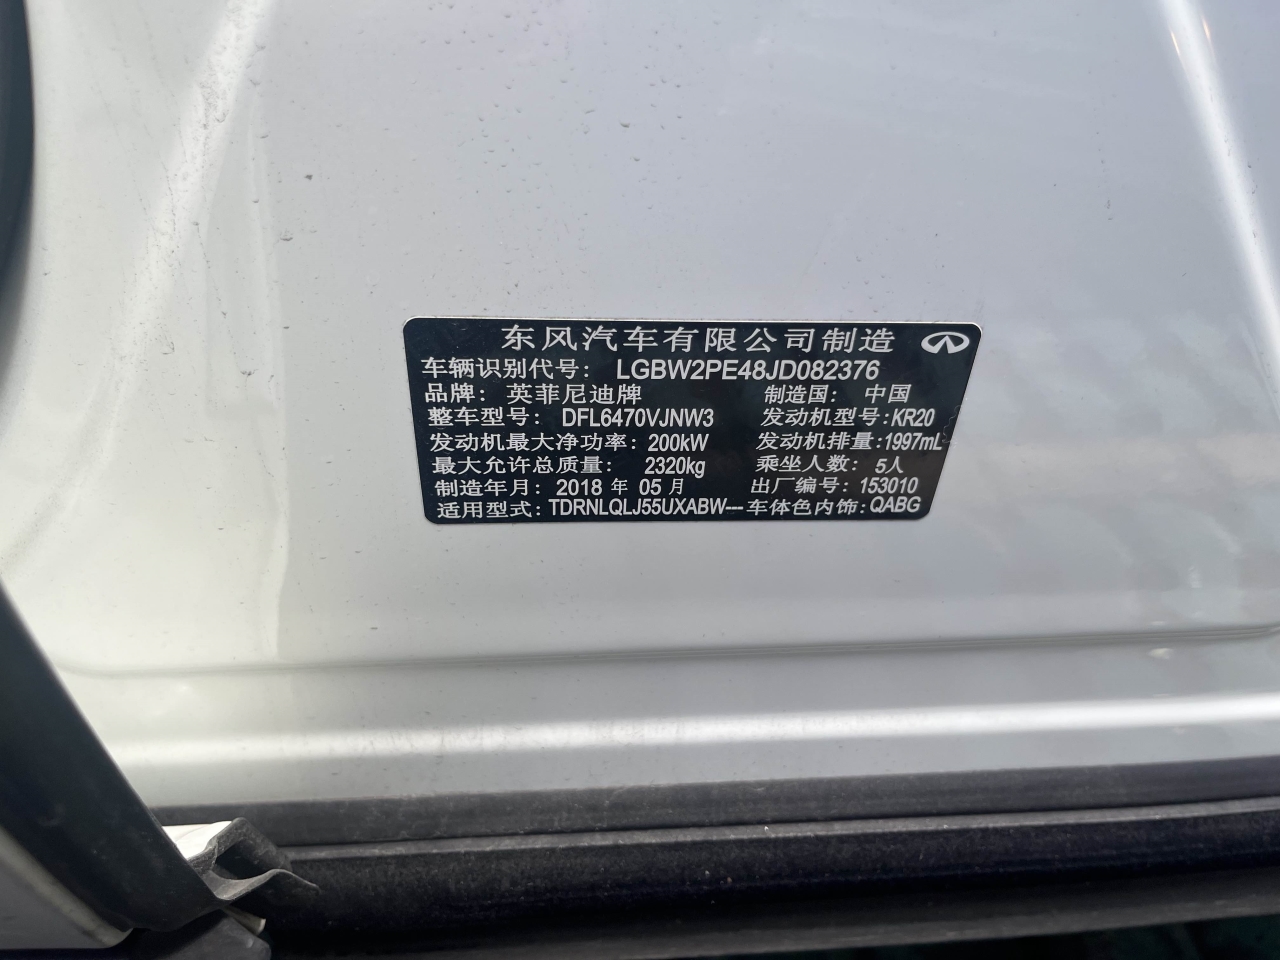 东风汽车有限公司制造
车辆识别代号: LGBW2PE48JD082376
品牌: 英菲尼迪牌 制造国: 中国
整车型号: DFL6470VJNW3 发动机型号: KR20
发动机最大净功率: 200kW 发动机排量: 1997mL
最大允许总质量: 2320kg 乘坐人数: 5人
制造年月: 2018 年 05 月 出厂编号: 153010
适用型式: TDRNLQLJ55UXABW--- 车体色内饰: QABG